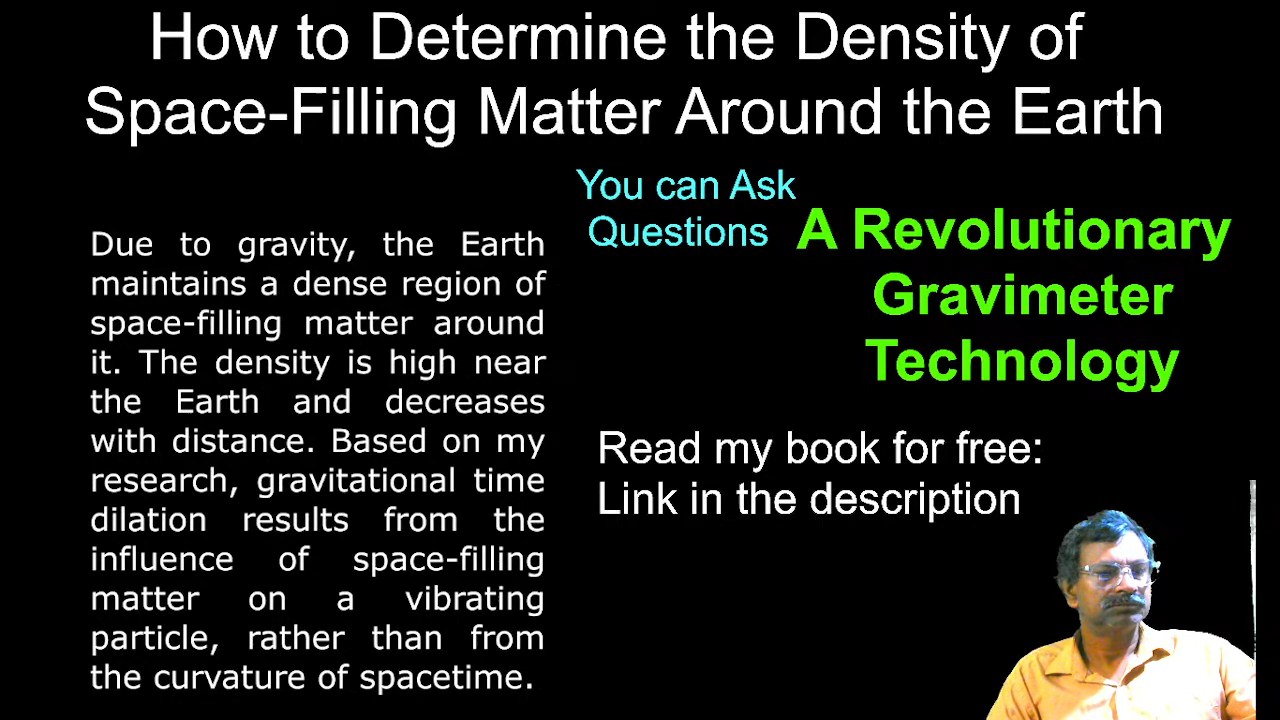 How to Determine the Density of
Space-Filling Matter Around the Earth
You can Ask
Questions
A Revolutionary
Gravimeter
Technology
Due to gravity, the Earth
maintains a dense region of
space-filling matter around
it. The density is high near
the Earth and decreases
with distance. Based on my
research, gravitational time
dilation results from the
influence of space-filling
matter on a vibrating
particle, rather than from
the curvature of spacetime.
Read my book for free:
Link in the description